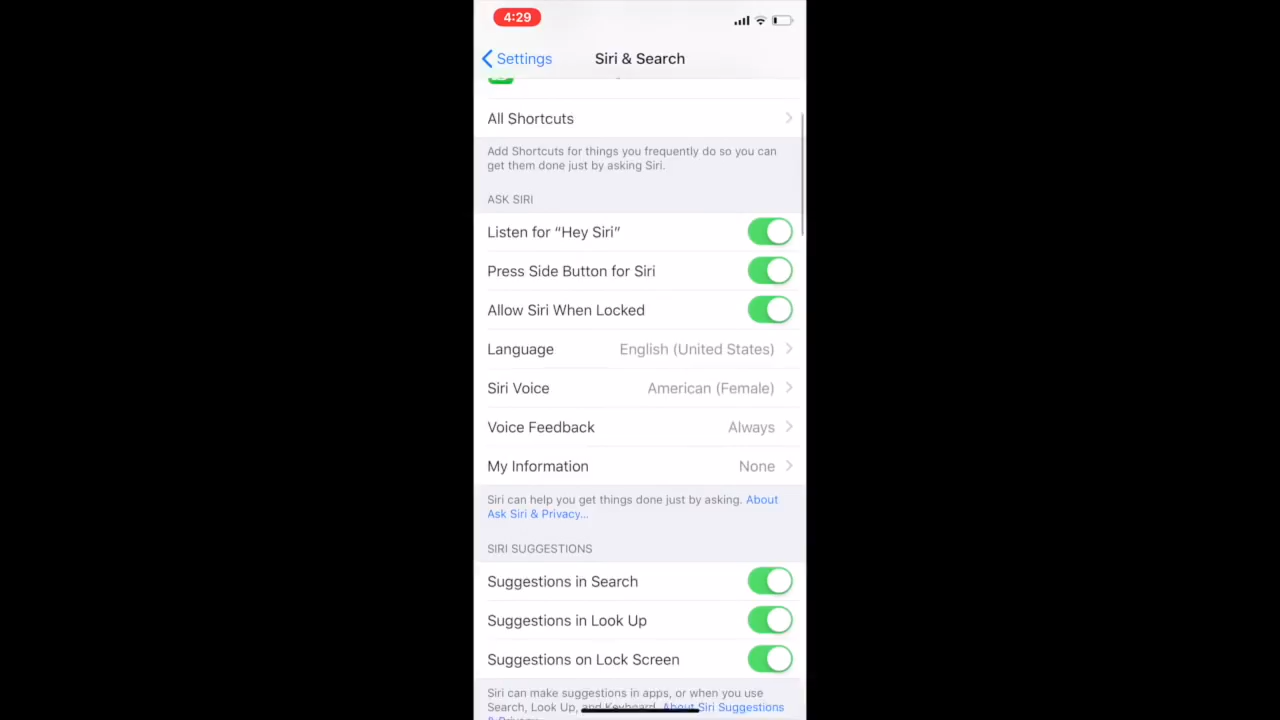 4:29
Settings
Siri & Search
All Shortcuts
Add Shortcuts for things you frequently do so you can
get them done just by asking Siri.
ASK SIRI
Listen for “Hey Siri”
Press Side Button for Siri
Allow Siri When Locked
Language English (United States)
Siri Voice American (Female)
Voice Feedback Always
My Information None
Siri can help you get things done just by asking. About
Ask Siri & Privacy...
SIRI SUGGESTIONS
Suggestions in Search
Suggestions in Look Up
Suggestions on Lock Screen
Siri can make suggestions in apps, or when you use
Search, Look Up, and Keyboard. About Siri Suggestions
& Privacy